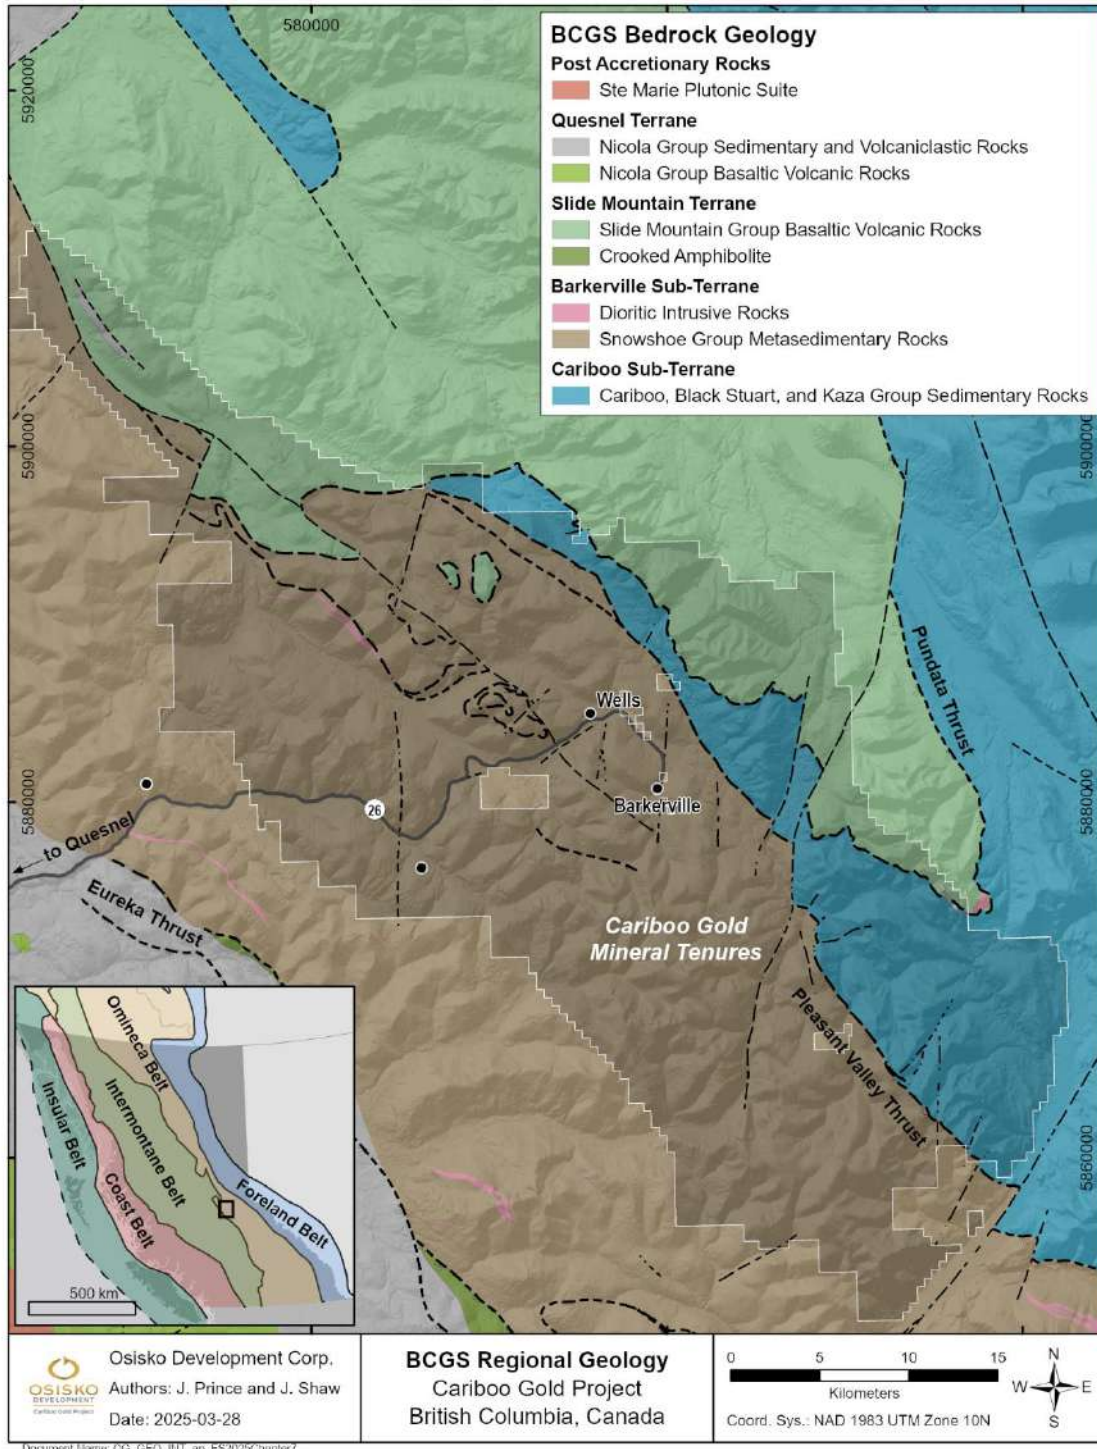 580000
5920000
BCGS Bedrock Geology
Post Accretionary Rocks
Ste Marie Plutonic Suite
Quesnel Terrane
Nicola Group Sedimentary and Volcaniclastic Rocks
Nicola Group Basaltic Volcanic Rocks
Slide Mountain Terrane
Slide Mountain Group Basaltic Volcanic Rocks
Crooked Amphibolite
Barkerville Sub-Terrane
Dioritic Intrusive Rocks
Snowshoe Group Metasedimentary Rocks
Cariboo Sub-Terrane
Cariboo, Black Stuart, and Kaza Group Sedimentary Rocks
5900000
5900000
Pundata Thrust
Wells
Barkerville
26
5880000
5880000
to Quesnel
Eureka Thrust
Cariboo Gold
Mineral Tenures
Pleasant Valley Thrust
5860000
Omineca Belt
Intermontane Belt
Insular Belt
Coast Belt
Foreland Belt
500 km
OSISKO
DEVELOPMENT
Cariboo Gold Project
Osisko Development Corp.
Authors: J. Prince and J. Shaw
Date: 2025-03-28
BCGS Regional Geology
Cariboo Gold Project
British Columbia, Canada
0 5 10 15
Kilometers
Coord. Sys.: NAD 1983 UTM Zone 10N
N
W E
S